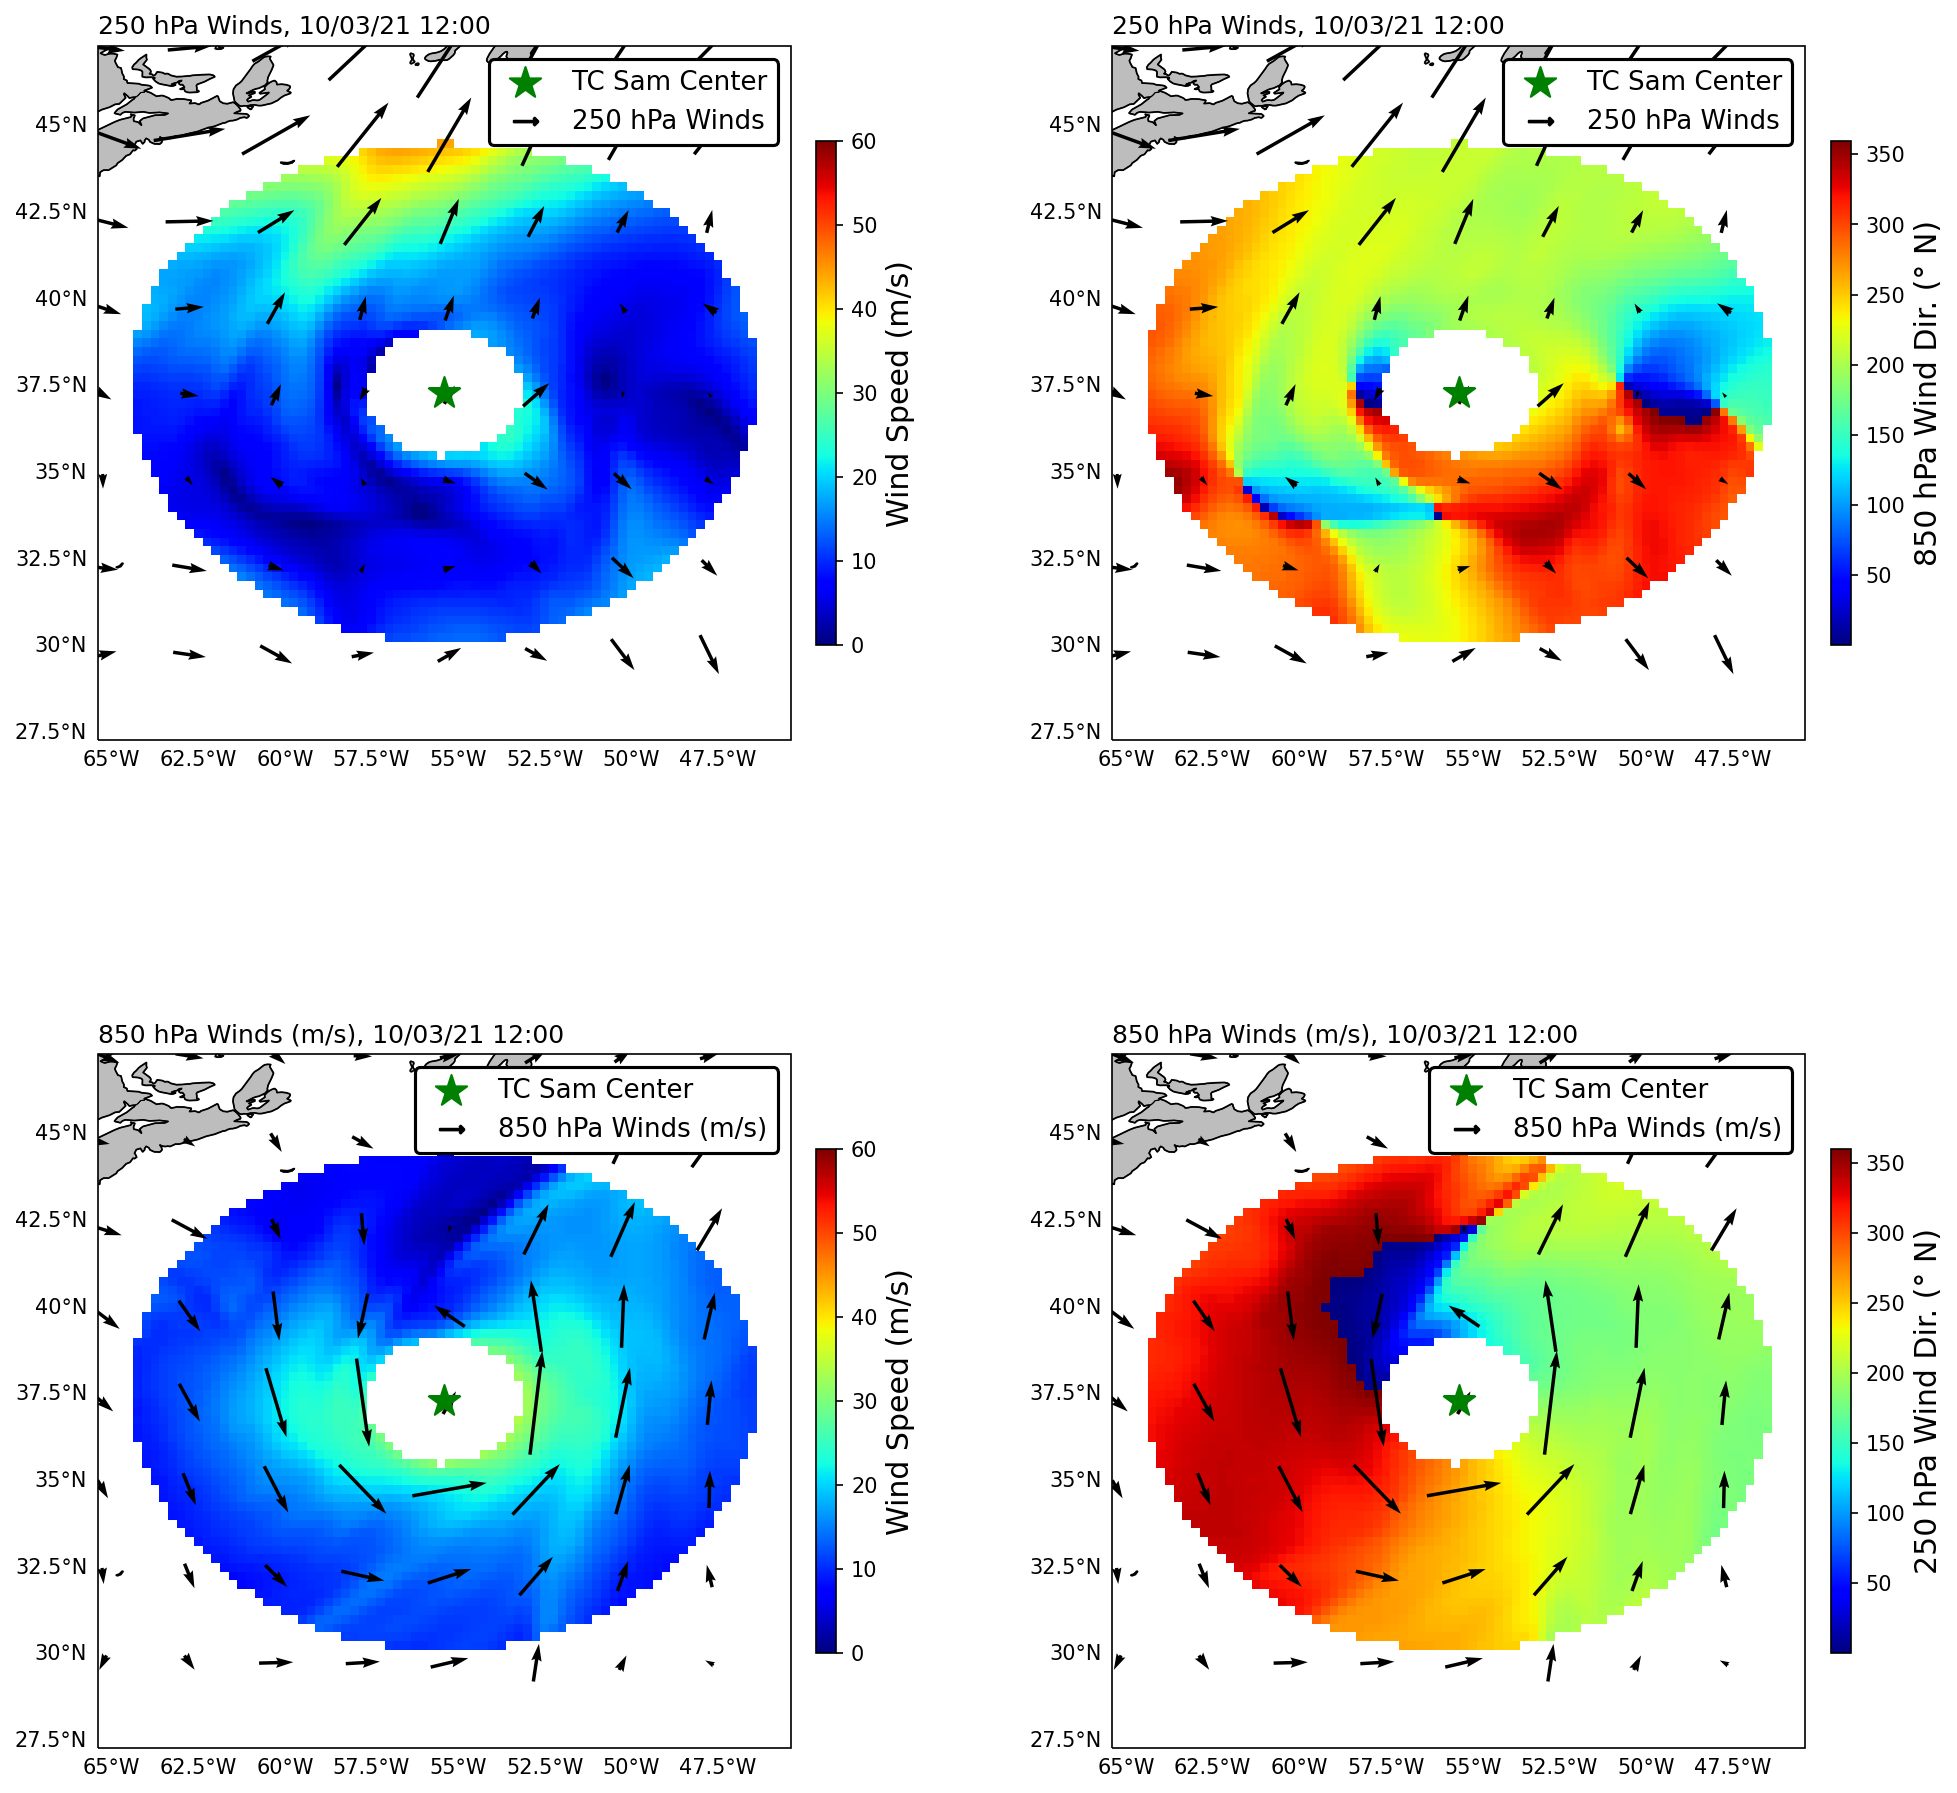 250 hPa Winds, 10/03/21 12:00
TC Sam Center
250 hPa Winds
45°N
42.5°N
40°N
37.5°N
35°N
32.5°N
30°N
27.5°N
65°W 62.5°W 60°W 57.5°W 55°W 52.5°W 50°W 47.5°W
60
50
40
30
20
10
0
Wind Speed (m/s)
250 hPa Winds, 10/03/21 12:00
TC Sam Center
250 hPa Winds
45°N
42.5°N
40°N
37.5°N
35°N
32.5°N
30°N
27.5°N
65°W 62.5°W 60°W 57.5°W 55°W 52.5°W 50°W 47.5°W
350
300
250
200
150
100
50
850 hPa Wind Dir. (° N)
850 hPa Winds (m/s), 10/03/21 12:00
TC Sam Center
850 hPa Winds (m/s)
45°N
42.5°N
40°N
37.5°N
35°N
32.5°N
30°N
27.5°N
65°W 62.5°W 60°W 57.5°W 55°W 52.5°W 50°W 47.5°W
60
50
40
30
20
10
0
Wind Speed (m/s)
850 hPa Winds (m/s), 10/03/21 12:00
TC Sam Center
850 hPa Winds (m/s)
45°N
42.5°N
40°N
37.5°N
35°N
32.5°N
30°N
27.5°N
65°W 62.5°W 60°W 57.5°W 55°W 52.5°W 50°W 47.5°W
350
300
250
200
150
100
50
250 hPa Wind Dir. (° N)